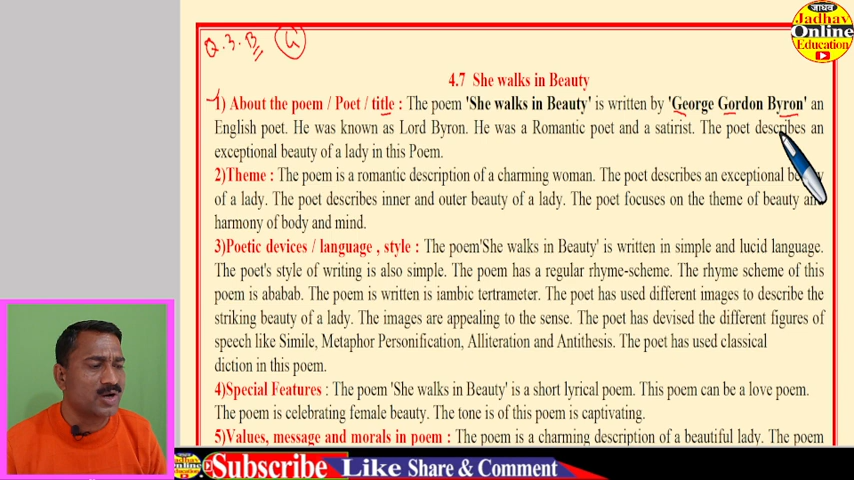 Q.3.B (4)
जाधव
Jadhav
Online
Education
4.7 She walks in Beauty
1) About the poem / Poet / title : The poem 'She walks in Beauty' is written by 'George Gordon Byron' an
English poet. He was known as Lord Byron. He was a Romantic poet and a satirist. The poet describes an
exceptional beauty of a lady in this Poem.
2)Theme : The poem is a romantic description of a charming woman. The poet describes an exceptional
of a lady. The poet describes inner and outer beauty of a lady. The poet focuses on the theme of beauty and
harmony of body and mind.
3)Poetic devices / language , style : The poem'She walks in Beauty' is written in simple and lucid language.
The poet's style of writing is also simple. The poem has a regular rhyme-scheme. The rhyme scheme of this
poem is ababab. The poem is written is iambic tertrameter. The poet has used different images to describe the
striking beauty of a lady. The images are appealing to the sense. The poet has devised the different figures of
speech like Simile, Metaphor Personification, Alliteration and Antithesis. The poet has used classical
diction in this poem.
4)Special Features : The poem 'She walks in Beauty' is a short lyrical poem. This poem can be a love poem.
The poem is celebrating female beauty. The tone is of this poem is captivating.
5)Values, message and morals in poem : The poem is a charming description of a beautiful lady. The poem
Jadhav
Online
Education
Subscribe Like Share & Comment